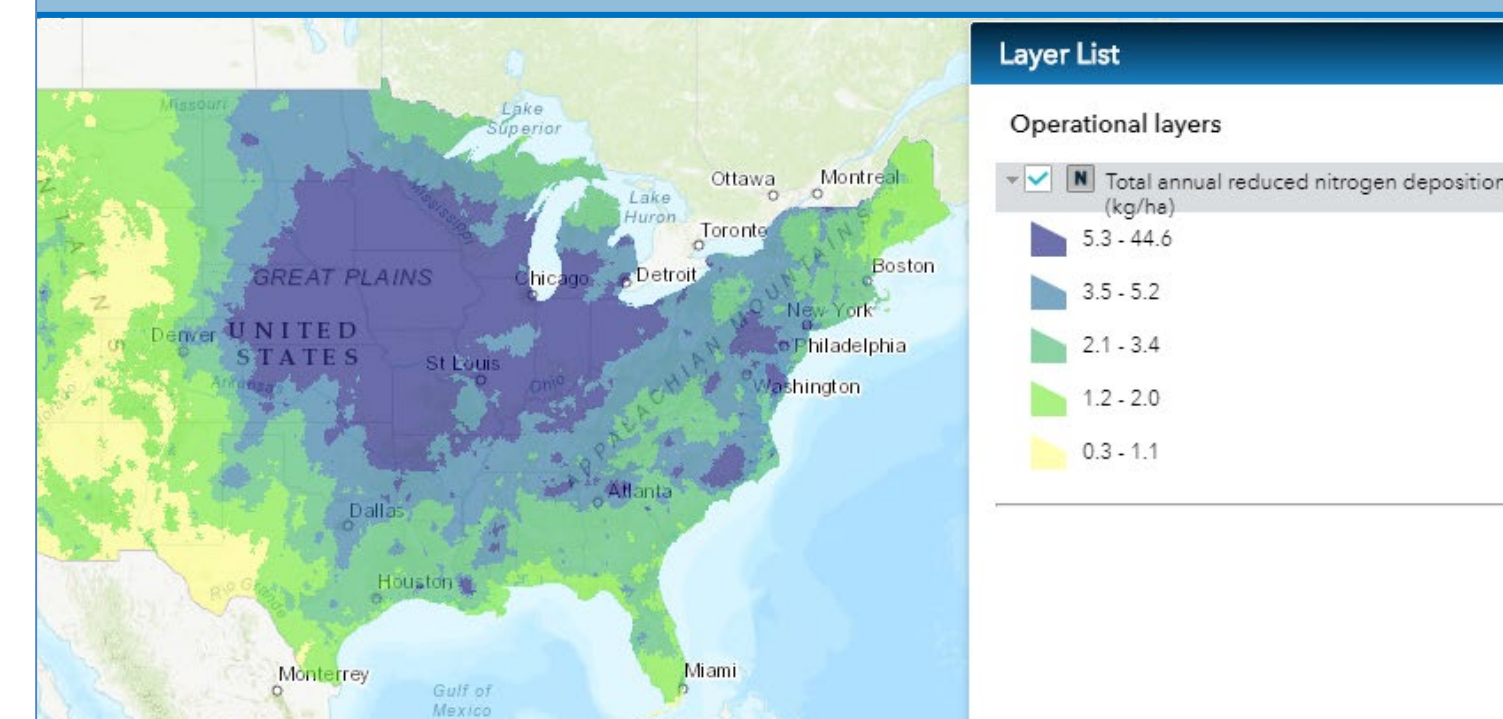 Layer List
Operational layers
N
Total annual reduced nitrogen deposition
(kg/ha)
5.3 - 44.6
3.5 - 5.2
2.1 - 3.4
1.2 - 2.0
0.3 - 1.1
Missouri
Lake
Superior
Ottawa
Montreal
Mississippi
Lake
Huron
Toronto
GREAT PLAINS
Chicago
Detroit
Boston
New York
Denver
UNITED
STATES
Philadelphia
St Louis
Ohio
Washington
Arkansas
APPALACHIAN MOUNTAINS
Atlanta
Dallas
Houston
Rio Grande
Monterrey
Miami
Gulf of
Mexico